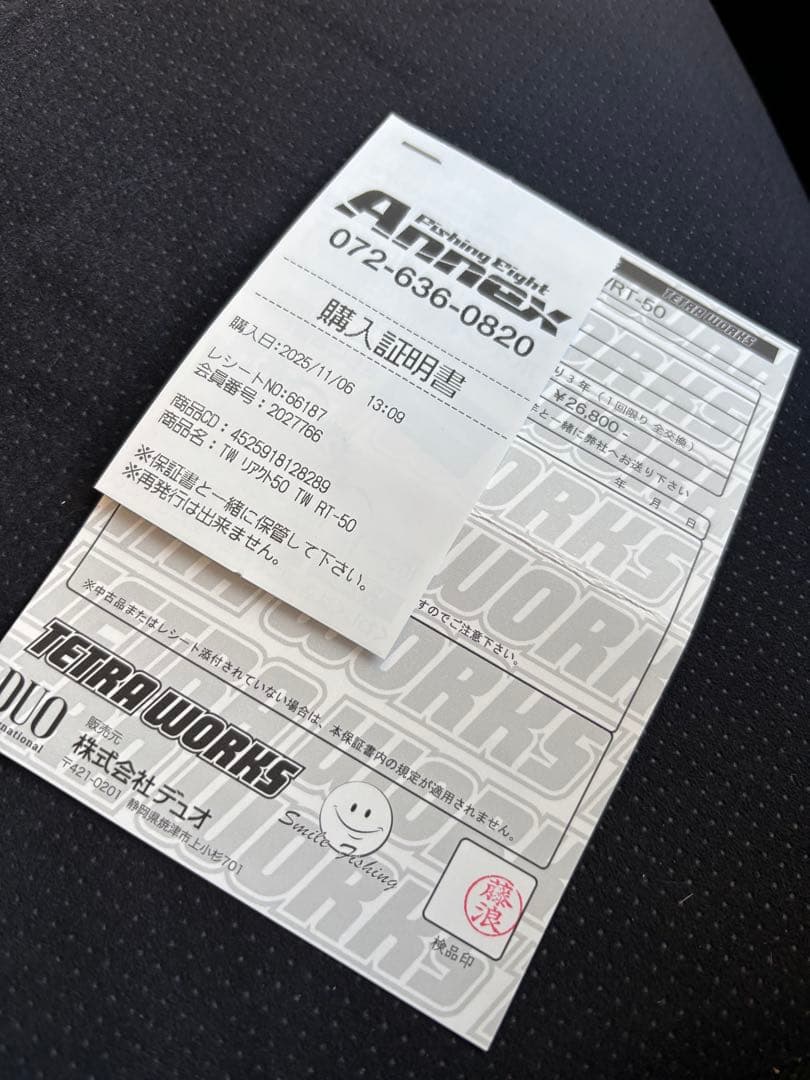 Fishing Eight
Annex
072-636-0820
購入証明書
購入日:2025/11/06 13:09
レシートNO:66187
会員番号:2027766
商品CD:4525918128289
商品名:TW リアクト50 TW RT-50
※保証書と一緒に保管して下さい。
※再発行は出来ません。
TETRA WORKS
/RT-50
り3年(1回限り 全交換)
¥26,800-
と一緒に弊社へお送り下さい
年 月 日
すのでご注意下さい。
※中古品またはレシート添付されていない場合は、本保証書内の規定が適用されません。
TETRA WORKS
DUO
national
販売元
株式会社デュオ
〒421-0201 静岡県焼津市上小杉701
Smile Fishing
藤浪
検品印